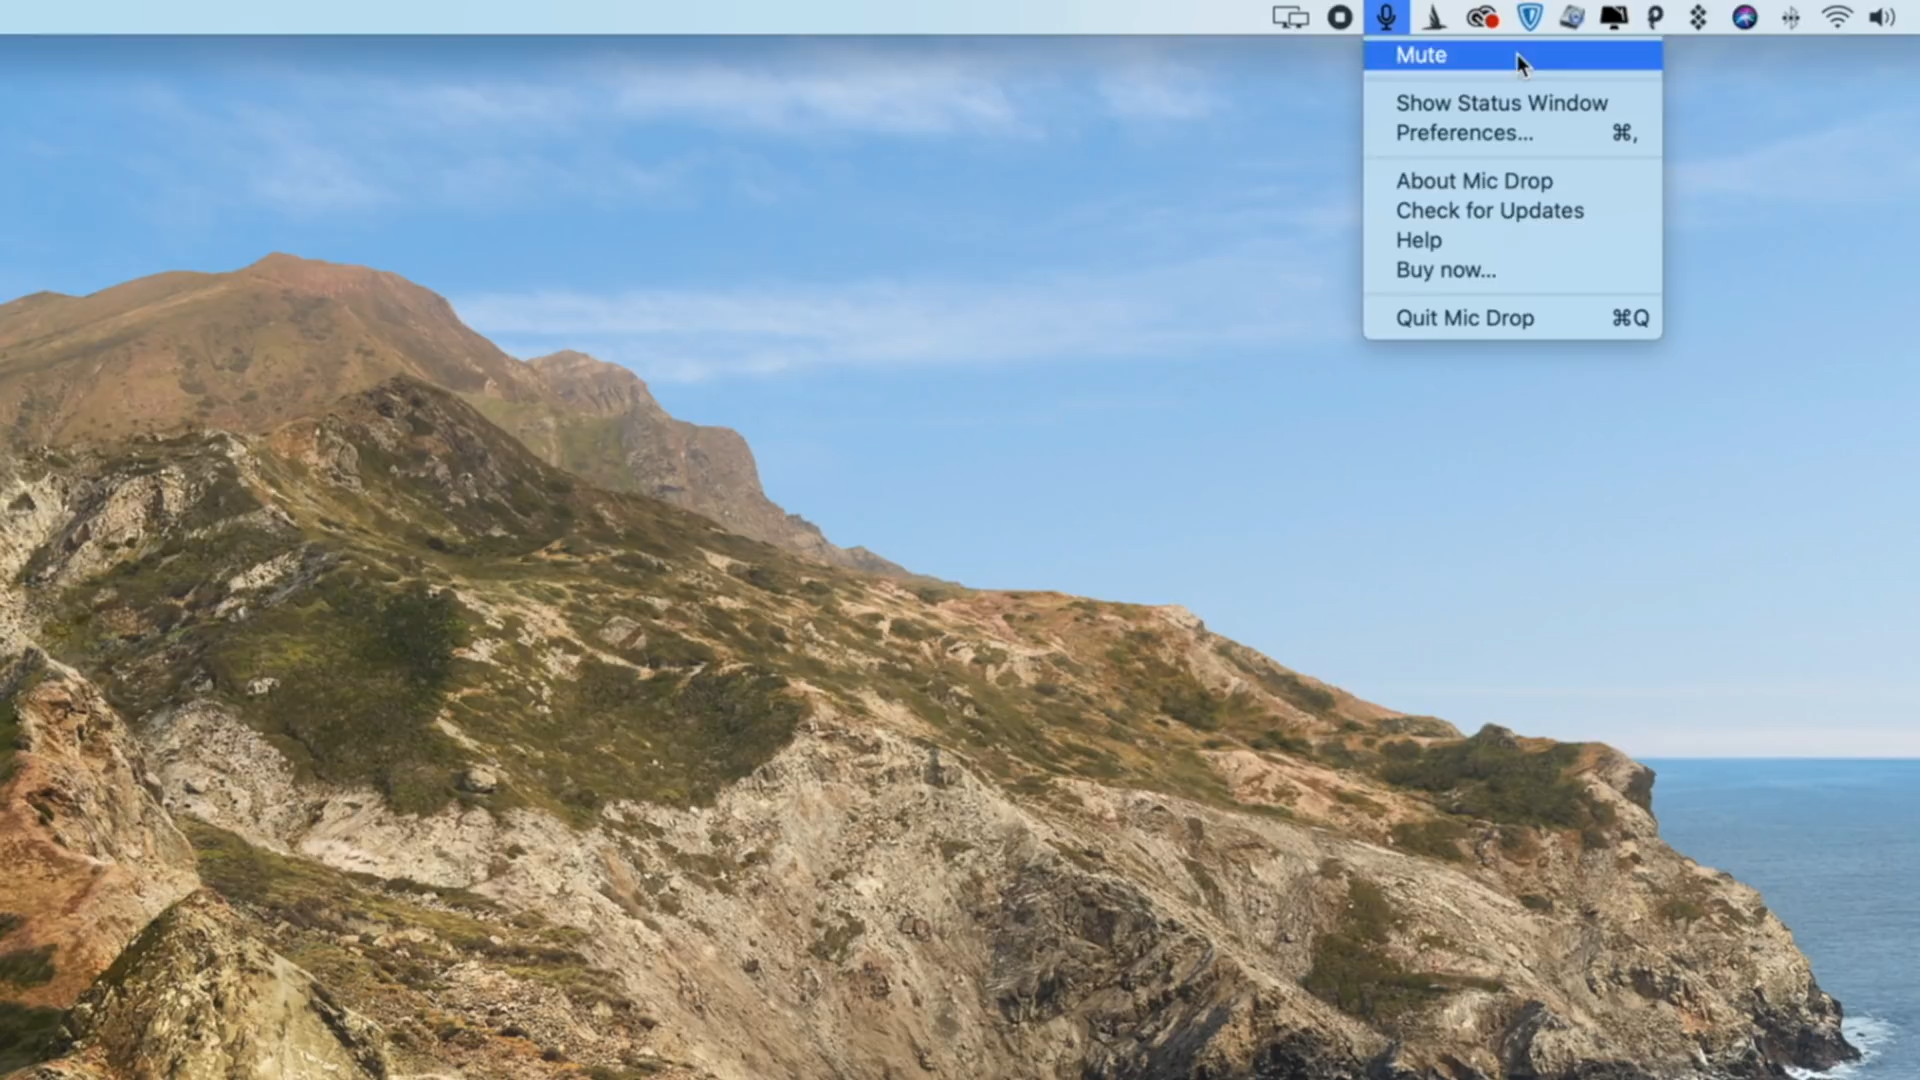 Mute
Show Status Window
Preferences... ⌘,
About Mic Drop
Check for Updates
Help
Buy now...
Quit Mic Drop ⌘Q